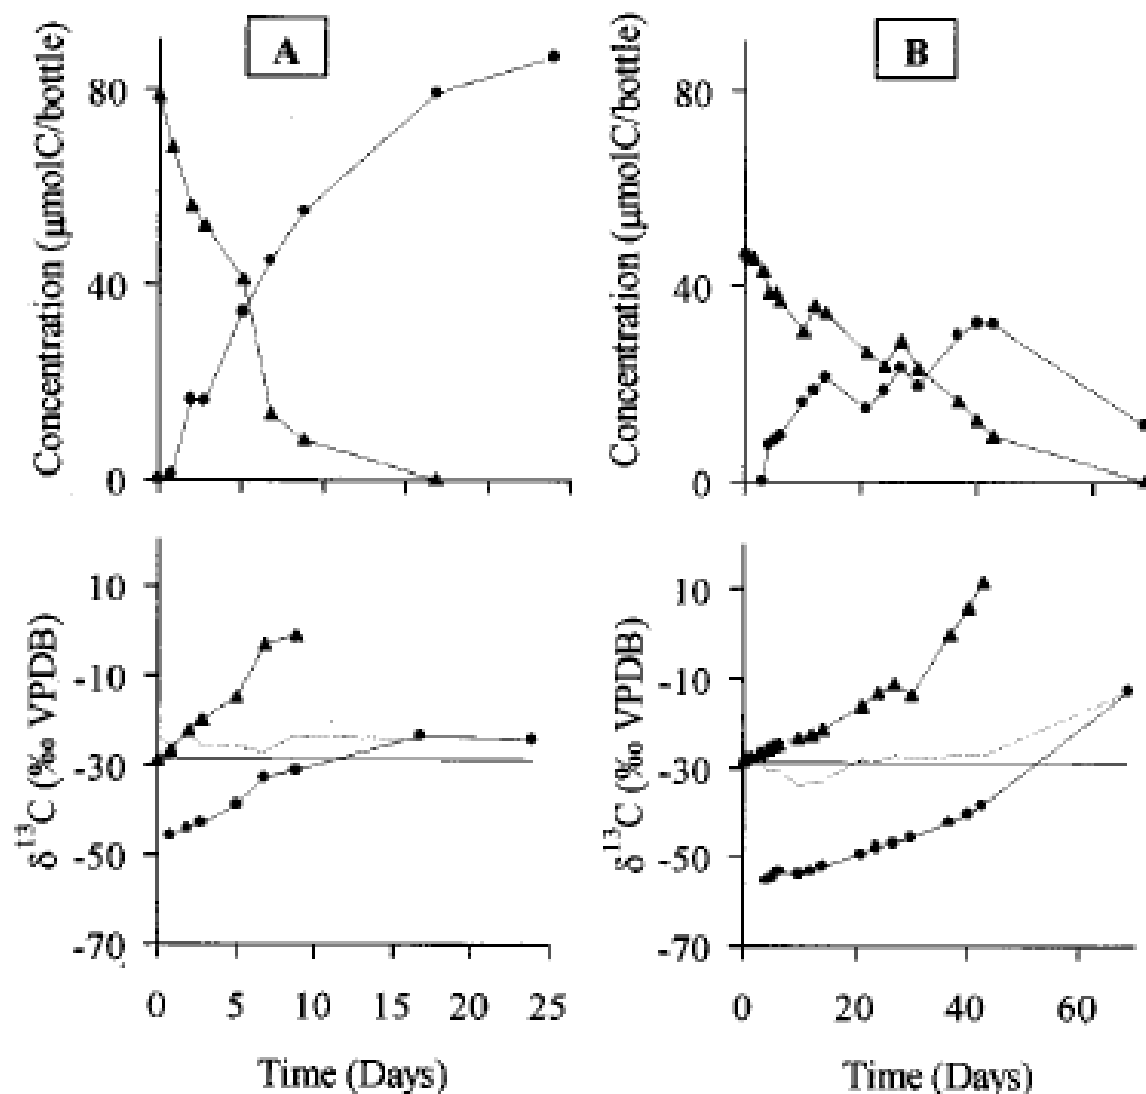 A
B
Concentration (µmolC/bottle)
80
40
0
Concentration (µmolC/bottle)
80
40
0
δ¹³C (‰ VPDB)
10
-10
-30
-50
-70
0 5 10 15 20 25
Time (Days)
δ¹³C (‰ VPDB)
10
-10
-30
-50
-70
0 20 40 60
Time (Days)